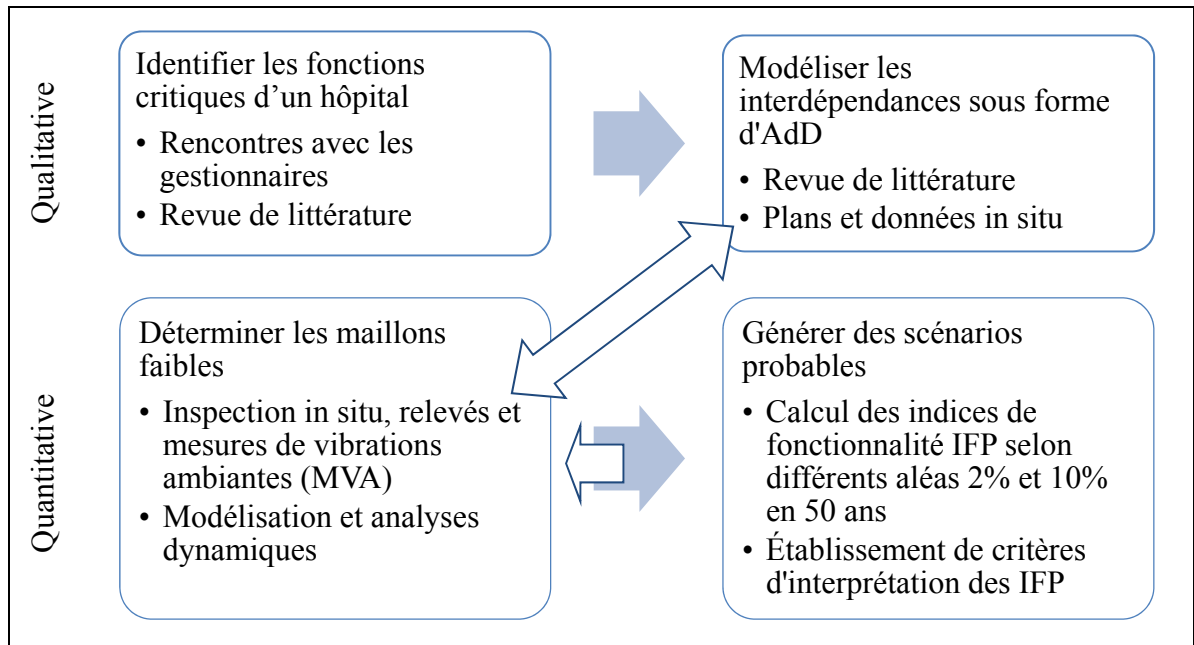 Qualitative
Identifier les fonctions
critiques d’un hôpital
• Rencontres avec les
gestionnaires
• Revue de littérature
Modéliser les
interdépendances sous forme
d'AdD
• Revue de littérature
• Plans et données in situ
Quantitative
Déterminer les maillons
faibles
• Inspection in situ, relevés et
mesures de vibrations
ambiantes (MVA)
• Modélisation et analyses
dynamiques
Générer des scénarios
probables
• Calcul des indices de
fonctionnalité IFP selon
différents aléas 2% et 10%
en 50 ans
• Établissement de critères
d'interprétation des IFP